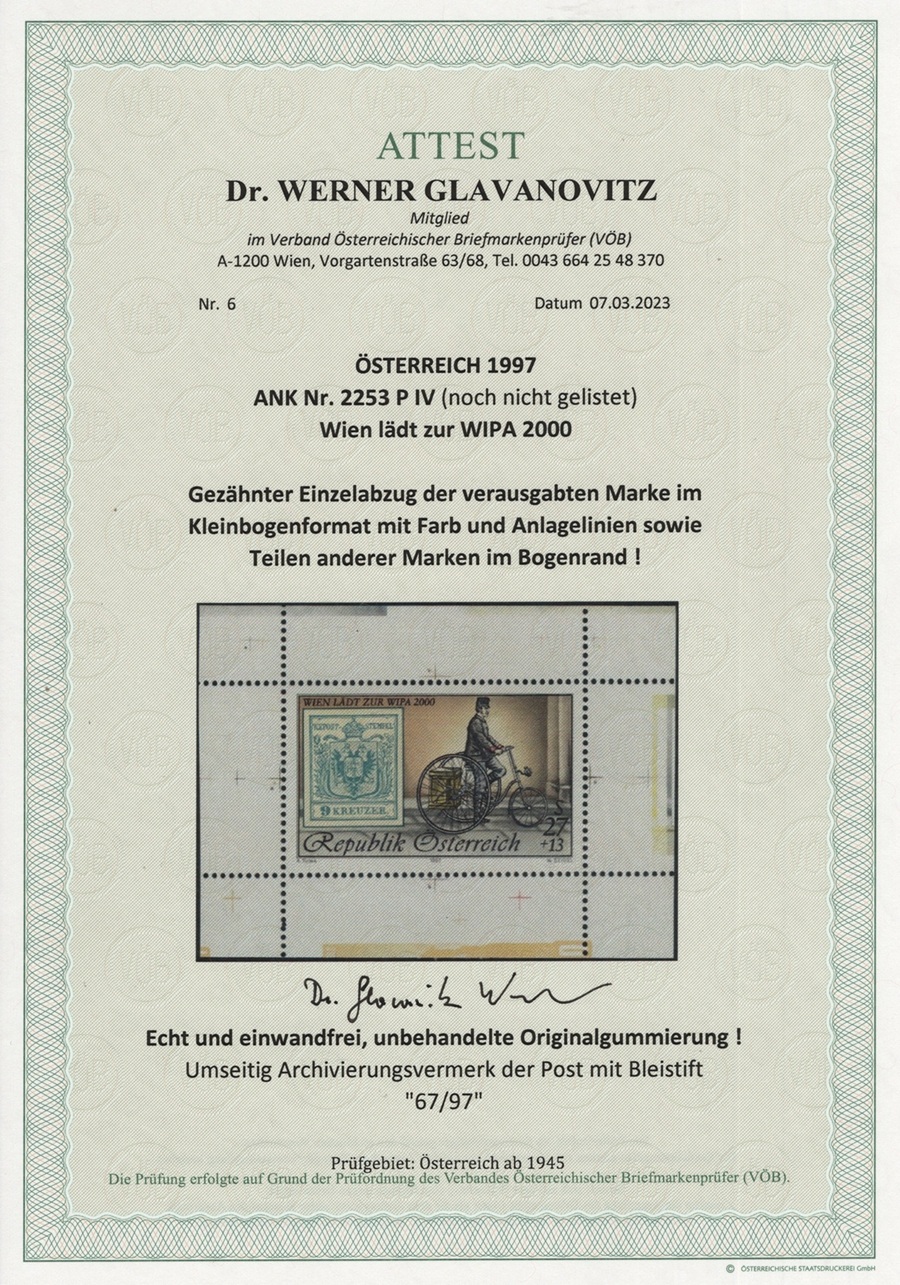 ATTEST
Dr. WERNER GLAVANOVITZ
Mitglied
im Verband Österreichischer Briefmarkenprüfer (VÖB)
A-1200 Wien, Vorgartenstraße 63/68, Tel. 0043 664 25 48 370
Nr. 6 Datum 07.03.2023
ÖSTERREICH 1997
ANK Nr. 2253 P IV (noch nicht gelistet)
Wien lädt zur WIPA 2000
Gezähnter Einzelabzug der verausgabten Marke im
Kleinbogenformat mit Farb und Anlagelinien sowie
Teilen anderer Marken im Bogenrand !
WIEN LÄDT ZUR WIPA 2000
9 KREUZER
S
27
+13
Republik Österreich
1997
Dr. Glavanovitz Werner
Echt und einwandfrei, unbehandelte Originalgummierung !
Umseitig Archivierungsvermerk der Post mit Bleistift
"67/97"
Prüfgebiet: Österreich ab 1945
Die Prüfung erfolgte auf Grund der Prüfordnung des Verbandes Österreichischer Briefmarkenprüfer (VÖB).
© ÖSTERREICHISCHE STAATSDRUCKEREI GmbH